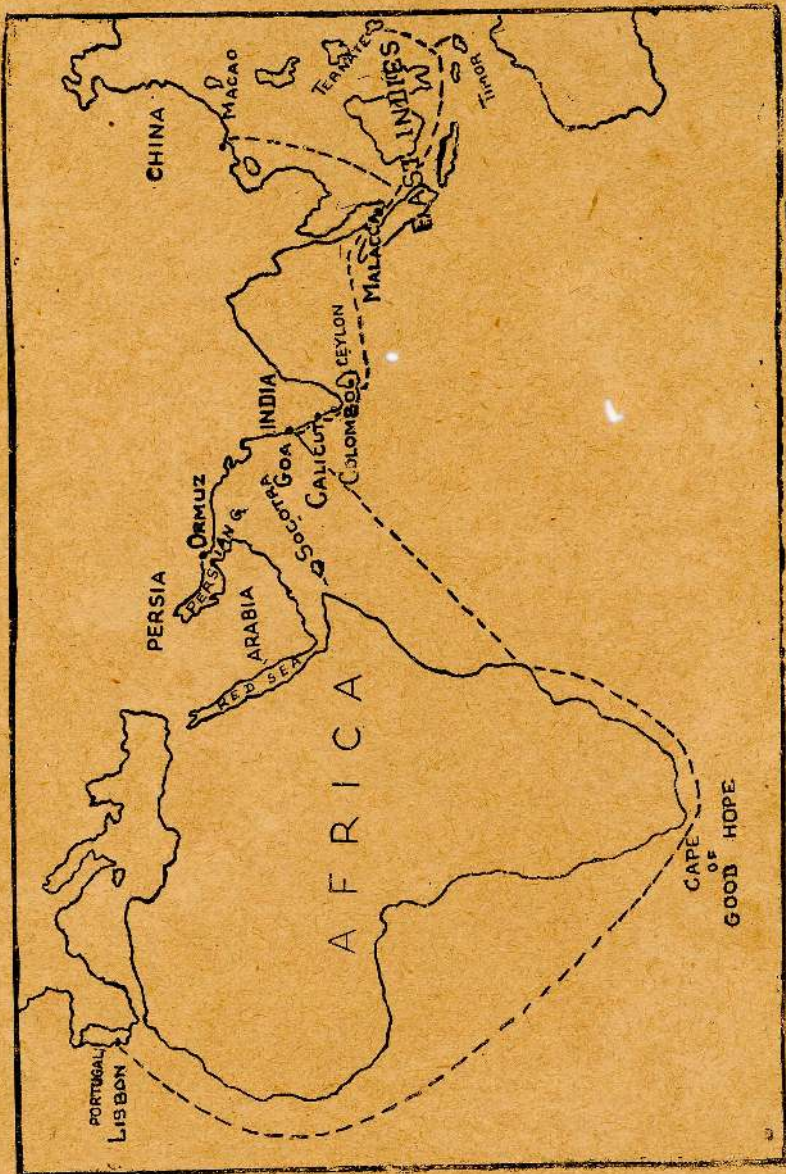 PORTUGAL
LISBON
AFRICA
CAPE
OF
GOOD HOPE
RED SEA
ARABIA
PERSIA
PERSIAN G
ORMUZ
SOCOTRA
INDIA
GOA
CALICUT
COLOMBO
CEYLON
CHINA
MACAO
MALACCA
EAST INDIES
TERNATE
TIMOR